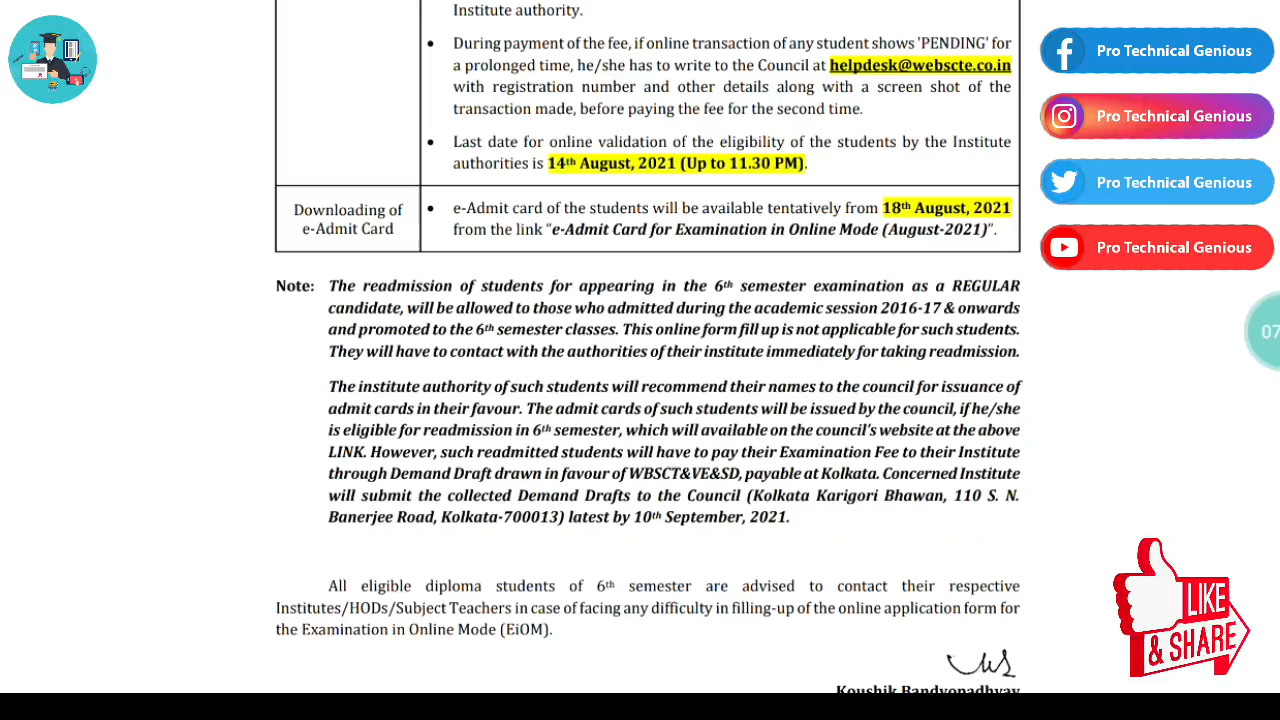 Institute authority.
• During payment of the fee, if online transaction of any student shows 'PENDING' for
a prolonged time, he/she has to write to the Council at helpdesk@webscte.co.in
with registration number and other details along with a screen shot of the
transaction made, before paying the fee for the second time.
• Last date for online validation of the eligibility of the students by the Institute
authorities is 14th August, 2021 (Up to 11.30 PM).
Downloading of
e-Admit Card
• e-Admit card of the students will be available tentatively from 18th August, 2021
from the link "e-Admit Card for Examination in Online Mode (August-2021)".
Note: The readmission of students for appearing in the 6th semester examination as a REGULAR
candidate, will be allowed to those who admitted during the academic session 2016-17 & onwards
and promoted to the 6th semester classes. This online form fill up is not applicable for such students.
They will have to contact with the authorities of their institute immediately for taking readmission.
The institute authority of such students will recommend their names to the council for issuance of
admit cards in their favour. The admit cards of such students will be issued by the council, if he/she
is eligible for readmission in 6th semester, which will available on the council's website at the above
LINK. However, such readmitted students will have to pay their Examination Fee to their Institute
through Demand Draft drawn in favour of WBSCT&VE&SD, payable at Kolkata. Concerned Institute
will submit the collected Demand Drafts to the Council (Kolkata Karigori Bhawan, 110 S. N.
Banerjee Road, Kolkata-700013) latest by 10th September, 2021.
All eligible diploma students of 6th semester are advised to contact their respective
Institutes/HODs/Subject Teachers in case of facing any difficulty in filling-up of the online application form for
the Examination in Online Mode (EiOM).
Koushik Bandyopadhyay
Pro Technical Genious
Pro Technical Genious
Pro Technical Genious
Pro Technical Genious
07
LIKE
& SHARE